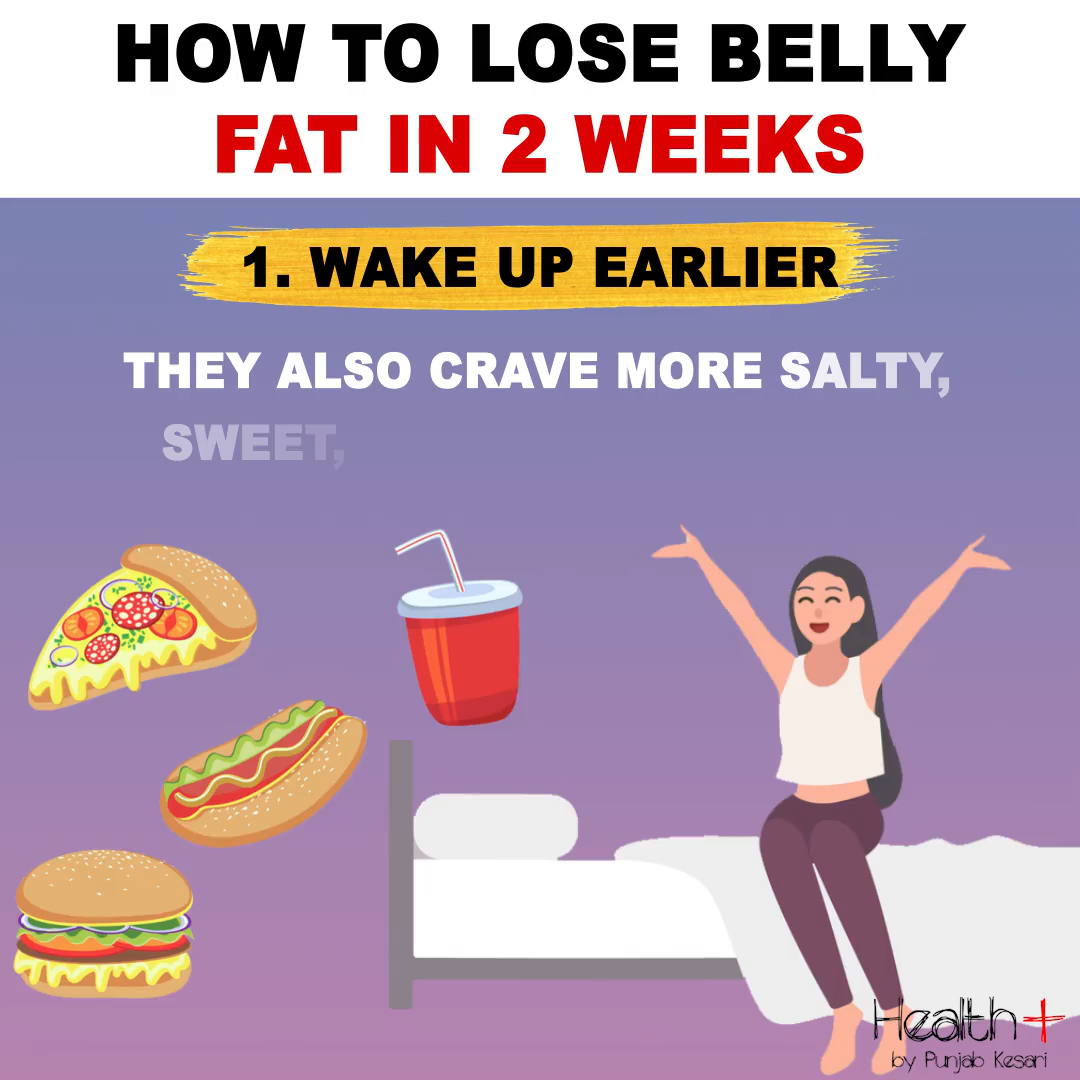 HOW TO LOSE BELLY
FAT IN 2 WEEKS
1. WAKE UP EARLIER
THEY ALSO CRAVE MORE SALTY,
SWEET,
Health+
by Punjab Kesari